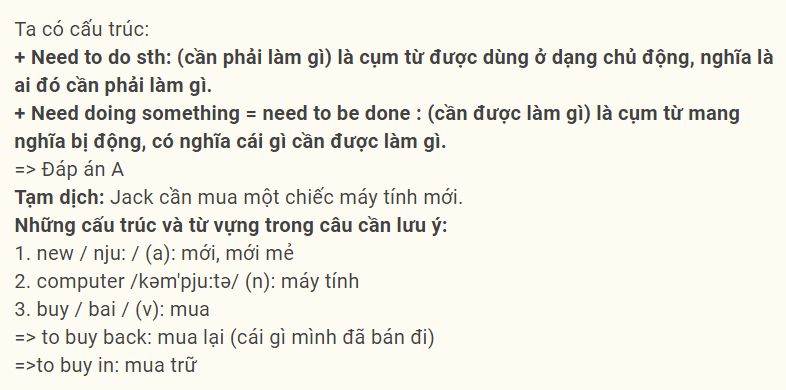 Ta có cấu trúc:
+ Need to do sth: (cần phải làm gì) là cụm từ được dùng ở dạng chủ động, nghĩa là
ai đó cần phải làm gì.
+ Need doing something = need to be done : (cần được làm gì) là cụm từ mang
nghĩa bị động, có nghĩa cái gì cần được làm gì.
=> Đáp án A
Tạm dịch: Jack cần mua một chiếc máy tính mới.
Những cấu trúc và từ vựng trong câu cần lưu ý:
1. new / nju: / (a): mới, mới mẻ
2. computer /kəm'pju:tə/ (n): máy tính
3. buy / bai / (v): mua
=> to buy back: mua lại (cái gì mình đã bán đi)
=>to buy in: mua trữ